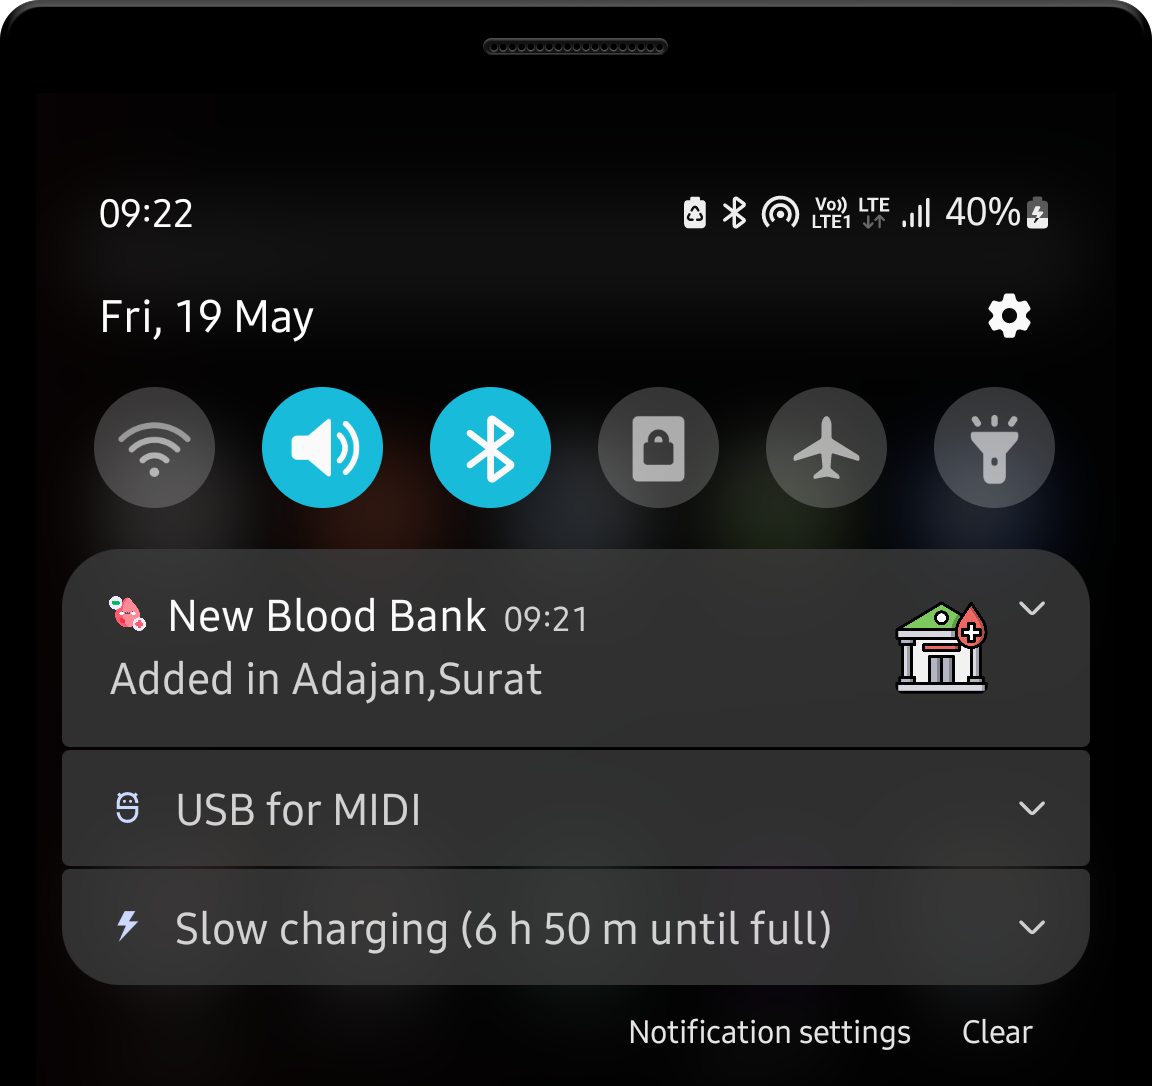 09:22 Vo)) LTE1 LTE 40%
Fri, 19 May
New Blood Bank 09:21
Added in Adajan,Surat
USB for MIDI
Slow charging (6 h 50 m until full)
Notification settings Clear